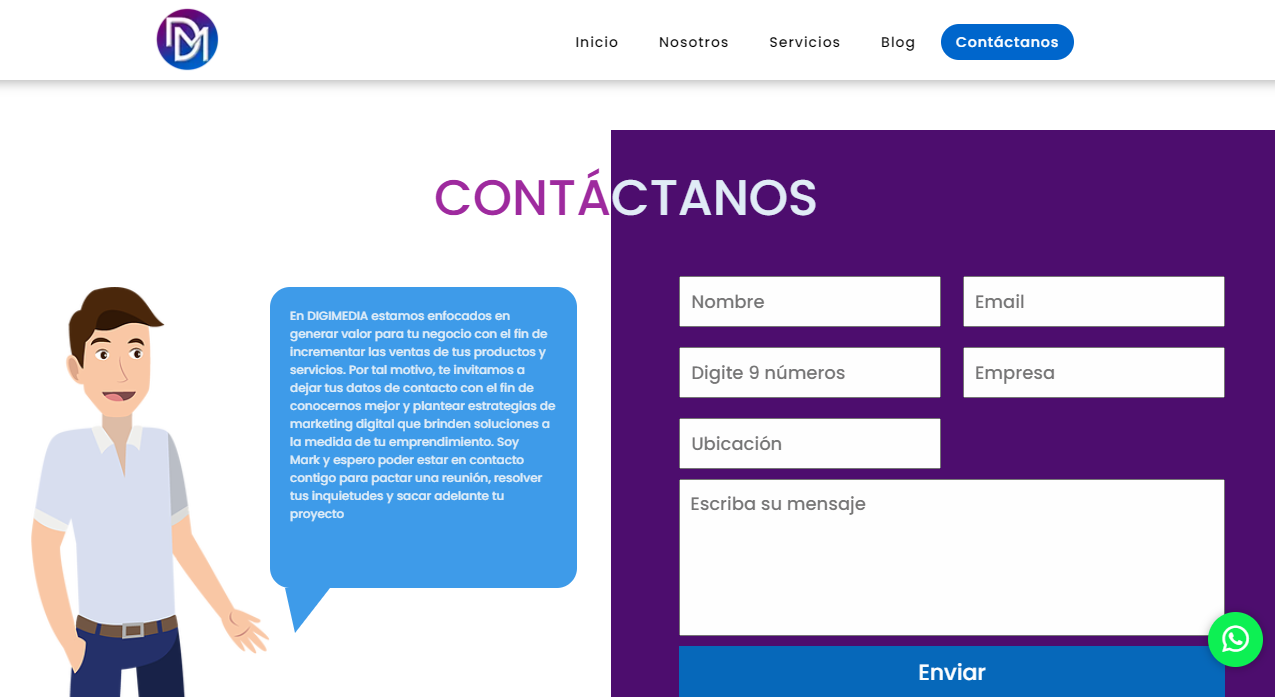 DM
Inicio Nosotros Servicios Blog Contáctanos
CONTÁCTANOS
En DIGIMEDIA estamos enfocados en
generar valor para tu negocio con el fin de
incrementar las ventas de tus productos y
servicios. Por tal motivo, te invitamos a
dejar tus datos de contacto con el fin de
conocernos mejor y plantear estrategias de
marketing digital que brinden soluciones a
la medida de tu emprendimiento. Soy
Mark y espero poder estar en contacto
contigo para pactar una reunión, resolver
tus inquietudes y sacar adelante tu
proyecto
Nombre Email
Digite 9 números Empresa
Ubicación
Escriba su mensaje
Enviar